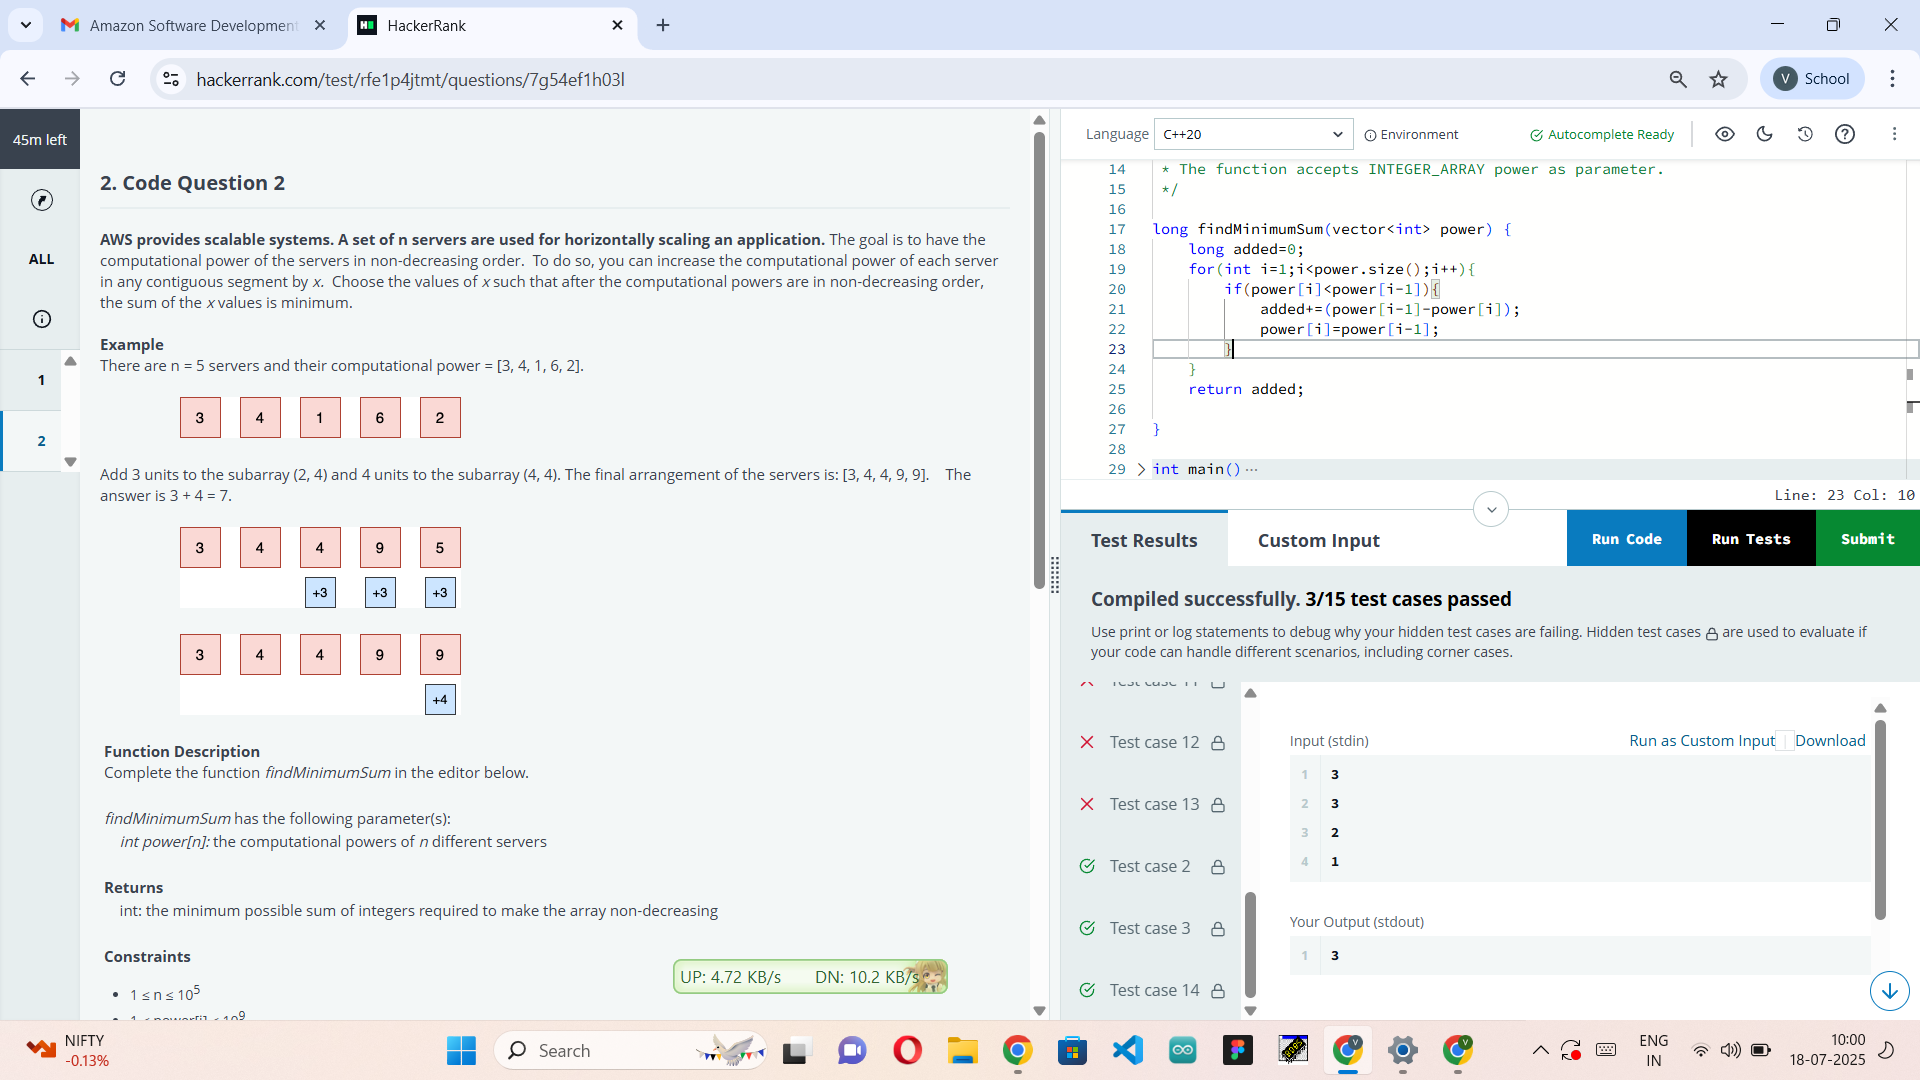 Amazon Software Development
HackerRank
hackerrank.com/test/rfe1p4jtmt/questions/7g54ef1h03l
V School
45m left
ALL
1
2
2. Code Question 2
AWS provides scalable systems. A set of n servers are used for horizontally scaling an application. The goal is to have the
computational power of the servers in non-decreasing order. To do so, you can increase the computational power of each server
in any contiguous segment by x. Choose the values of x such that after the computational powers are in non-decreasing order,
the sum of the x values is minimum.
Example
There are n = 5 servers and their computational power = [3, 4, 1, 6, 2].
3 4 1 6 2
Add 3 units to the subarray (2, 4) and 4 units to the subarray (4, 4). The final arrangement of the servers is: [3, 4, 4, 9, 9]. The
answer is 3 + 4 = 7.
3 4 4 9 5
+3 +3 +3
3 4 4 9 9
+4
Function Description
Complete the function findMinimumSum in the editor below.
findMinimumSum has the following parameter(s):
int power[n]: the computational powers of n different servers
Returns
int: the minimum possible sum of integers required to make the array non-decreasing
Constraints
• 1 ≤ n ≤ 10⁵
• 1 ≤ power[i] ≤ 10⁹
UP: 4.72 KB/s DN: 10.2 KB/s
Language C++20 Environment Autocomplete Ready
14 * The function accepts INTEGER_ARRAY power as parameter.
15 */
16
17 long findMinimumSum(vector<int> power) {
18 long added=0;
19 for(int i=1;i<power.size();i++){
20 if(power[i]<power[i-1]){
21 added+=(power[i-1]-power[i]);
22 power[i]=power[i-1];
23 }
24 }
25 return added;
26
27 }
28
29 int main() ...
Line: 23 Col: 10
Test Results Custom Input Run Code Run Tests Submit
Compiled successfully. 3/15 test cases passed
Use print or log statements to debug why your hidden test cases are failing. Hidden test cases are used to evaluate if
your code can handle different scenarios, including corner cases.
Test case 11
Test case 12
Test case 13
Test case 2
Test case 3
Test case 14
Input (stdin) Run as Custom Input | Download
1 3
2 3
3 2
4 1
Your Output (stdout)
1 3
NIFTY
-0.13%
Search
ENG
IN
10:00
18-07-2025